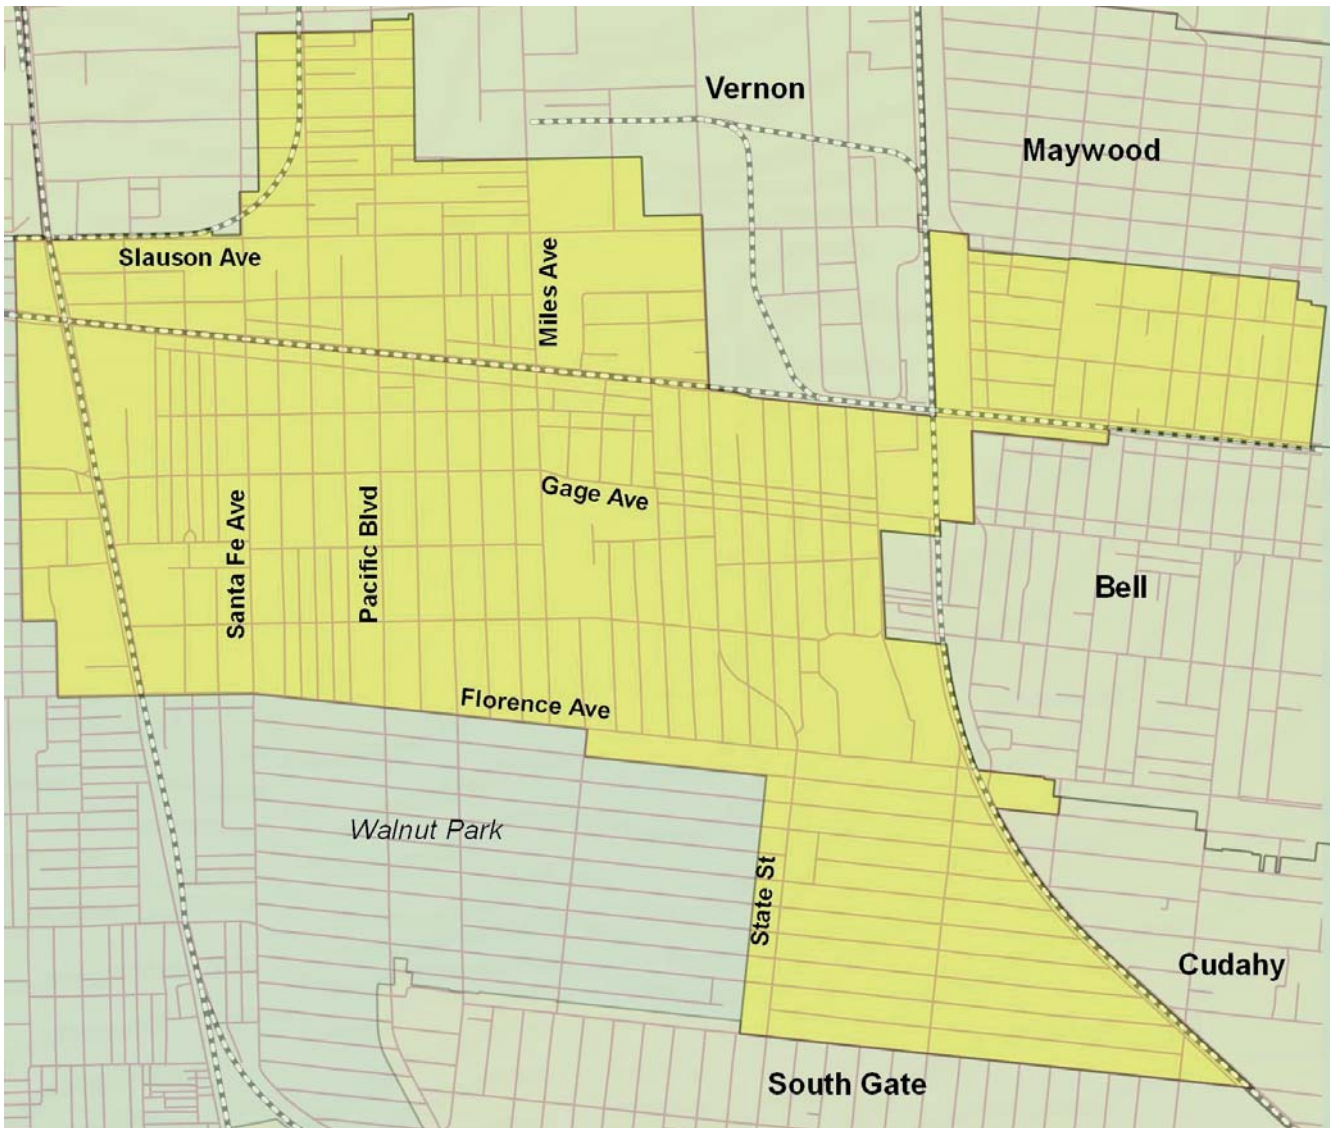 Vernon
Maywood
Slauson Ave
Miles Ave
Gage Ave
Santa Fe Ave
Pacific Blvd
Bell
Florence Ave
Walnut Park
State St
Cudahy
South Gate